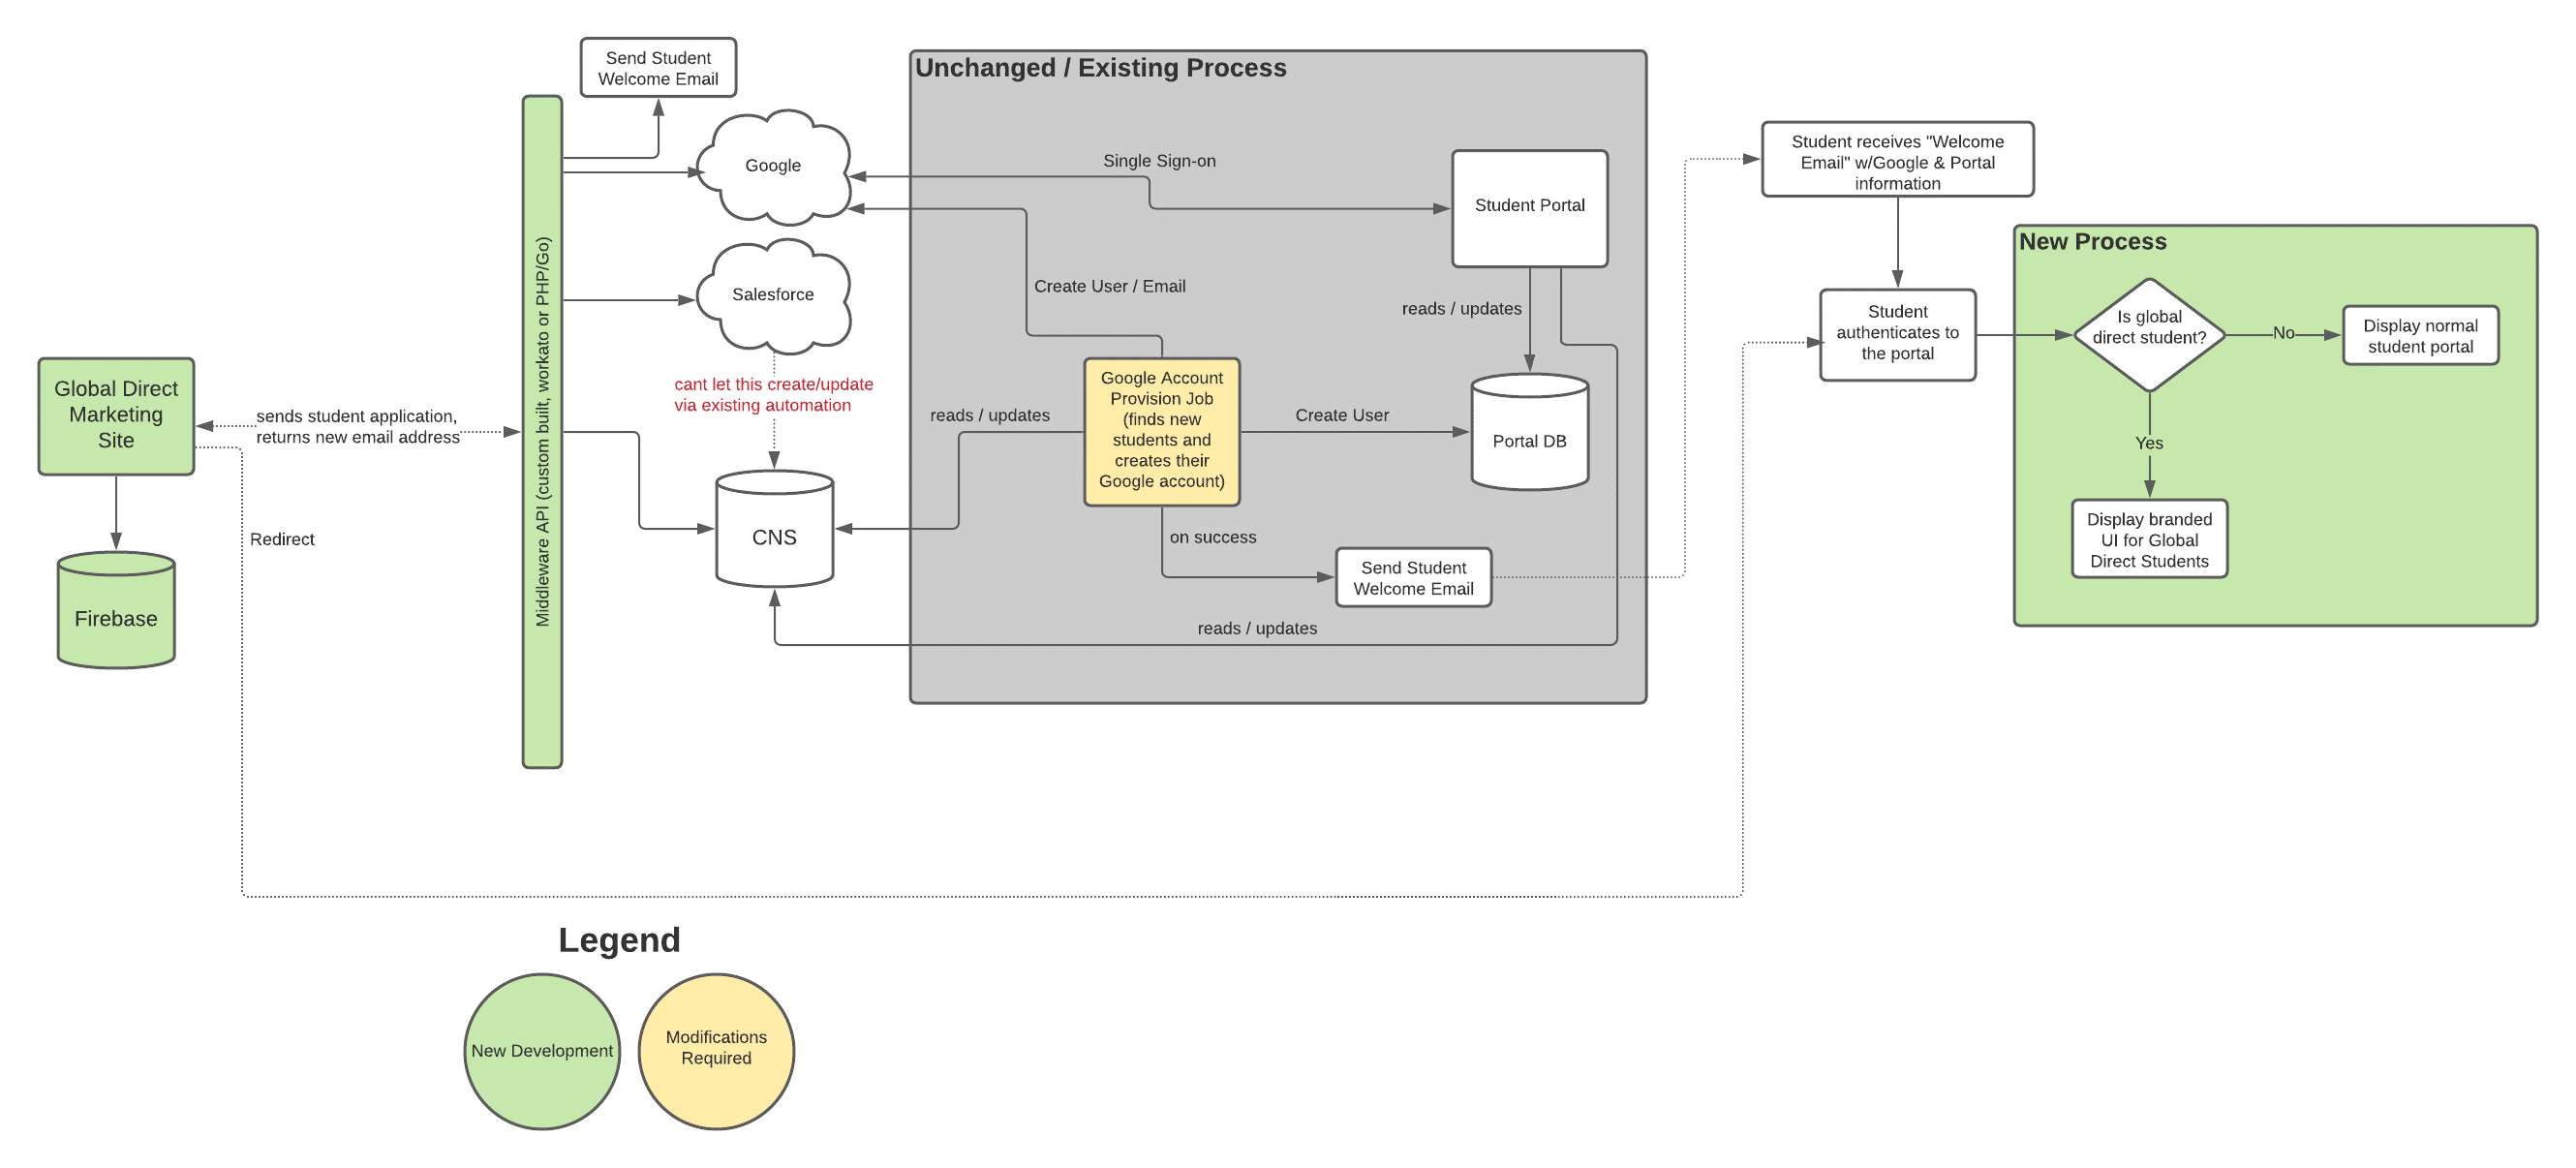 Send Student
Welcome Email
Unchanged / Existing Process
Google
Single Sign-on
Student Portal
Student receives "Welcome
Email" w/Google & Portal
information
New Process
Salesforce
Create User / Email
reads / updates
Student
authenticates to
the portal
Is global
direct student?
No
Display normal
student portal
Middleware API (custom built, workato or PHP/Go)
Global Direct
Marketing
Site
sends student application,
returns new email address
cant let this create/update
via existing automation
reads / updates
Google Account
Provision Job
(finds new
students and
creates their
Google account)
Create User
Portal DB
Yes
Redirect
CNS
on success
Send Student
Welcome Email
Display branded
UI for Global
Direct Students
Firebase
reads / updates
Legend
New Development
Modifications
Required